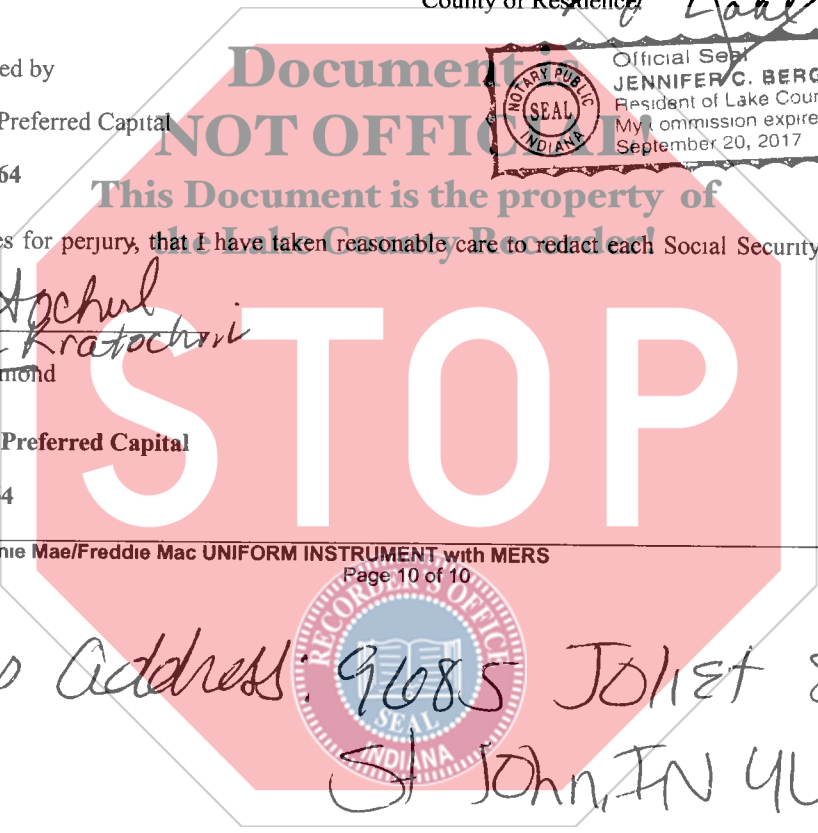 County of Residence: Lake
Document is
ed by
Official Seal
JENNIFER C. BERG
Resident of Lake Coun
My Commission expire
September 20, 2017
NOTARY PUBLIC
SEAL
INDIANA
Preferred Capital
NOT OFFICIAL!
64
This Document is the property of
the Lake County Recorder!
es for perjury, that I have taken reasonable care to redact each Social Security
Kratochvil
mond
STOP
Preferred Capital
4
nie Mae/Freddie Mac UNIFORM INSTRUMENT with MERS
Page 10 of 10
RECORDER'S OFFICE
SEAL
INDIANA
Address: 9685 Joliet
St John, IN